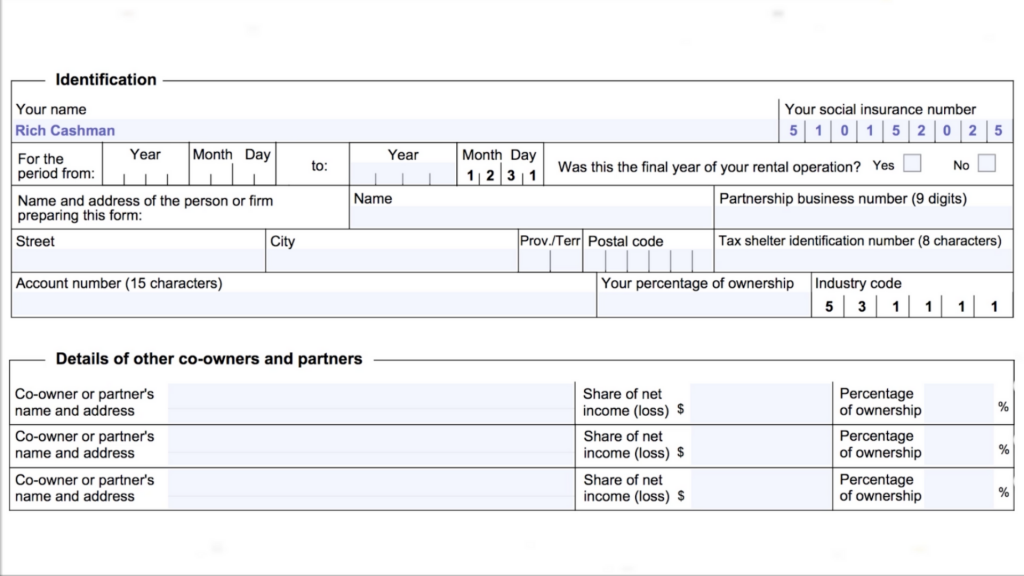 Identification
Your name
Your social insurance number
Rich Cashman
5 1 0 1 5 2 0 2 5
For the period from:
Year
Month Day
to:
Year
Month Day
1 2 3 1
Was this the final year of your rental operation?
Yes
No
Name and address of the person or firm
preparing this form:
Name
Partnership business number (9 digits)
Street
City
Prov./Terr
Postal code
Tax shelter identification number (8 characters)
Account number (15 characters)
Your percentage of ownership
Industry code
5 3 1 1 1 1
Details of other co-owners and partners
Co-owner or partner's
name and address
Share of net
income (loss) $
Percentage
of ownership
%
Co-owner or partner's
name and address
Share of net
income (loss) $
Percentage
of ownership
%
Co-owner or partner's
name and address
Share of net
income (loss) $
Percentage
of ownership
%